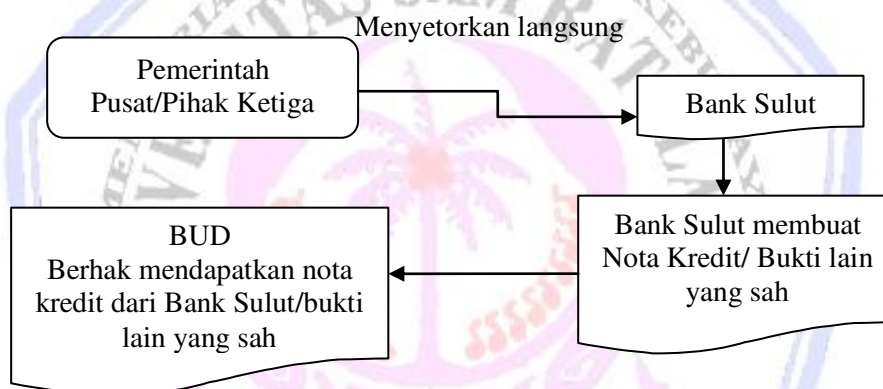 Menyetorkan langsung
Pemerintah
Pusat/Pihak Ketiga
Bank Sulut
Bank Sulut membuat
Nota Kredit/ Bukti lain
yang sah
BUD
Berhak mendapatkan nota
kredit dari Bank Sulut/bukti
lain yang sah